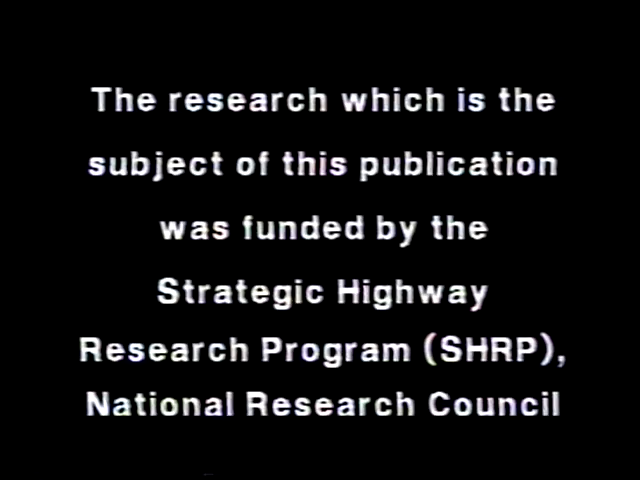 The research which is the
subject of this publication
was funded by the
Strategic Highway
Research Program (SHRP),
National Research Council